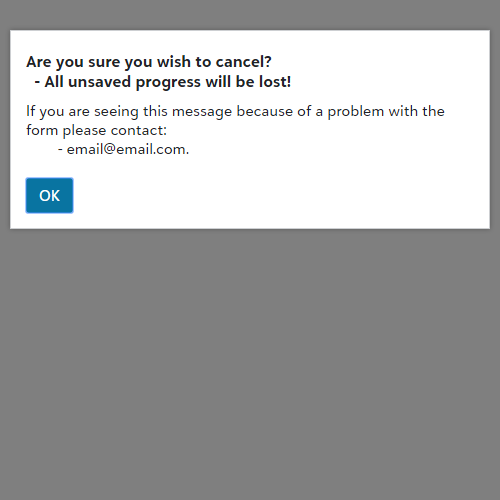 Are you sure you wish to cancel?
- All unsaved progress will be lost!
If you are seeing this message because of a problem with the
form please contact:
- email@email.com.
OK